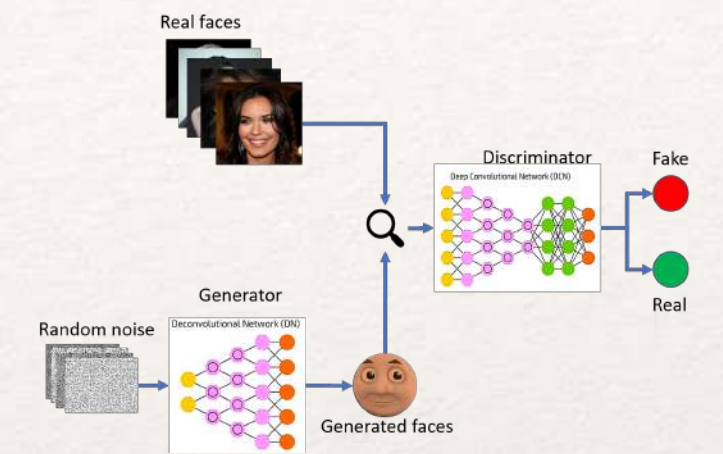 Real faces
Discriminator
Fake
Deep Convolutional Network (DCN)
Real
Generator
Random noise
Deconvolutional Network (DN)
Generated faces